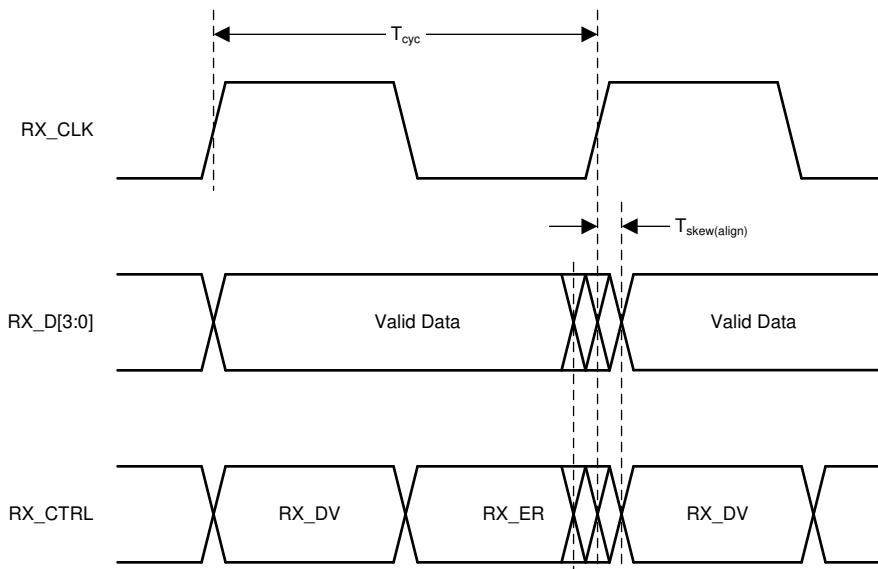 T_cyc
RX_CLK
T_skew(align)
RX_D[3:0] Valid Data Valid Data
RX_CTRL RX_DV RX_ER RX_DV